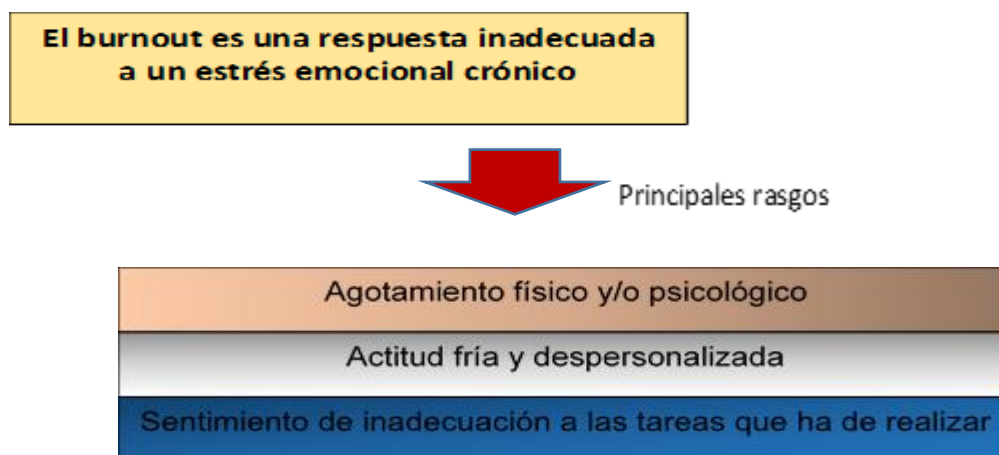 El burnout es una respuesta inadecuada
a un estrés emocional crónico
Principales rasgos
Agotamiento físico y/o psicológico
Actitud fría y despersonalizada
Sentimiento de inadecuación a las tareas que ha de realizar